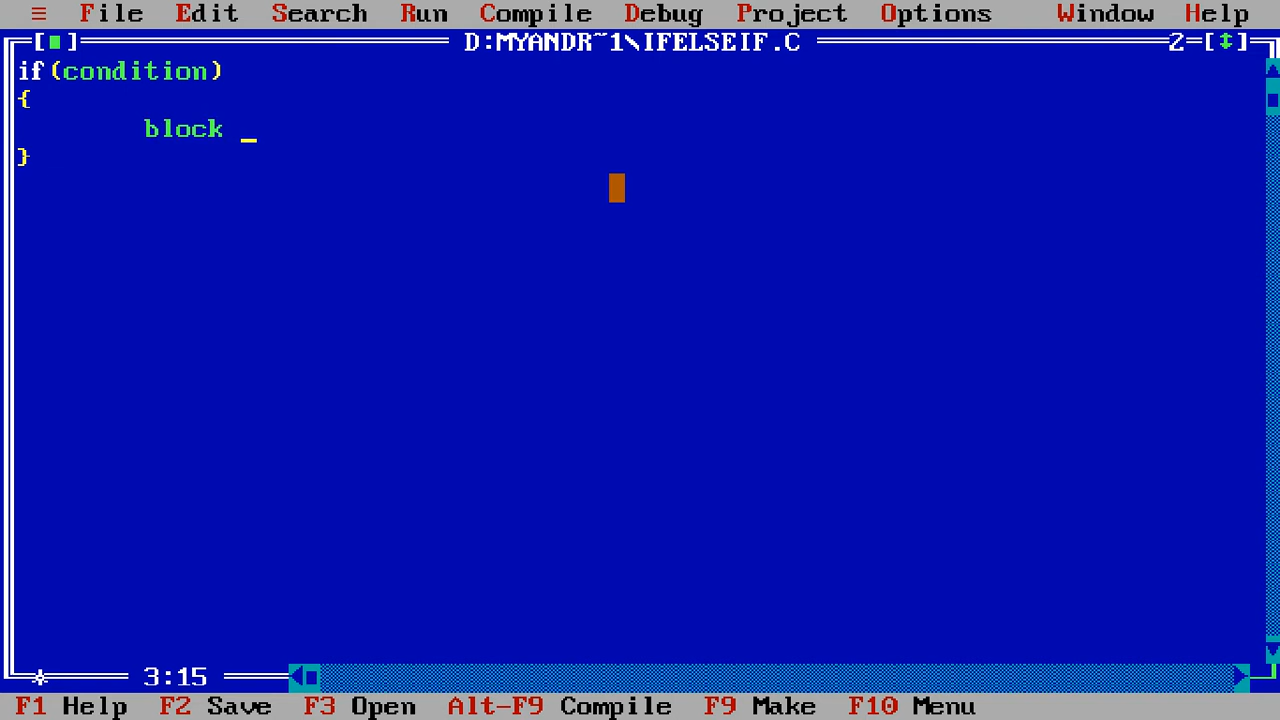 ≡ File Edit Search Run Compile Debug Project Options Window Help
[■] D:MYANDR~1\IFELSEIF.C 2=[↕]
if(condition)
{
block _
}
* 3:15
F1 Help F2 Save F3 Open Alt-F9 Compile F9 Make F10 Menu